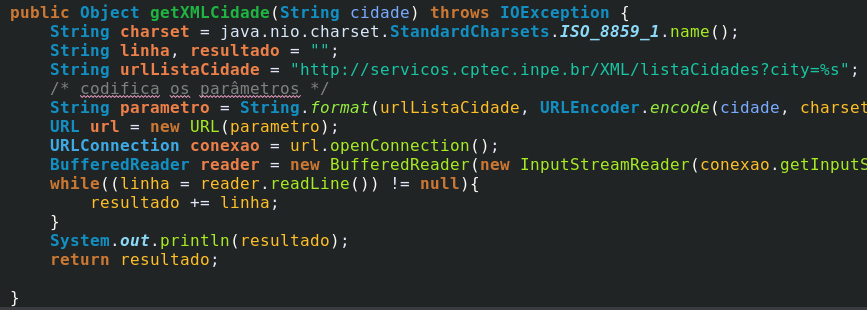 public Object getXMLCidade(String cidade) throws IOException {
    String charset = java.nio.charset.StandardCharsets.ISO_8859_1.name();
    String linha, resultado = "";
    String urlListaCidade = "http://servicos.cptec.inpe.br/XML/listaCidades?city=%s";
    /* codifica os parâmetros */
    String parametro = String.format(urlListaCidade, URLEncoder.encode(cidade, charset
    URL url = new URL(parametro);
    URLConnection conexao = url.openConnection();
    BufferedReader reader = new BufferedReader(new InputStreamReader(conexao.getInputS
    while((linha = reader.readLine()) != null){
        resultado += linha;
    }
    System.out.println(resultado);
    return resultado;
}